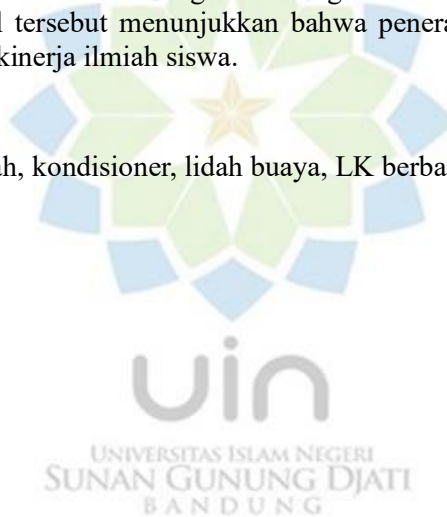 l tersebut menunjukkan bahwa penera
kinerja ilmiah siswa.
ah, kondisioner, lidah buaya, LK berba
uin
UNIVERSITAS ISLAM NEGERI
SUNAN GUNUNG DJATI
BANDUNG